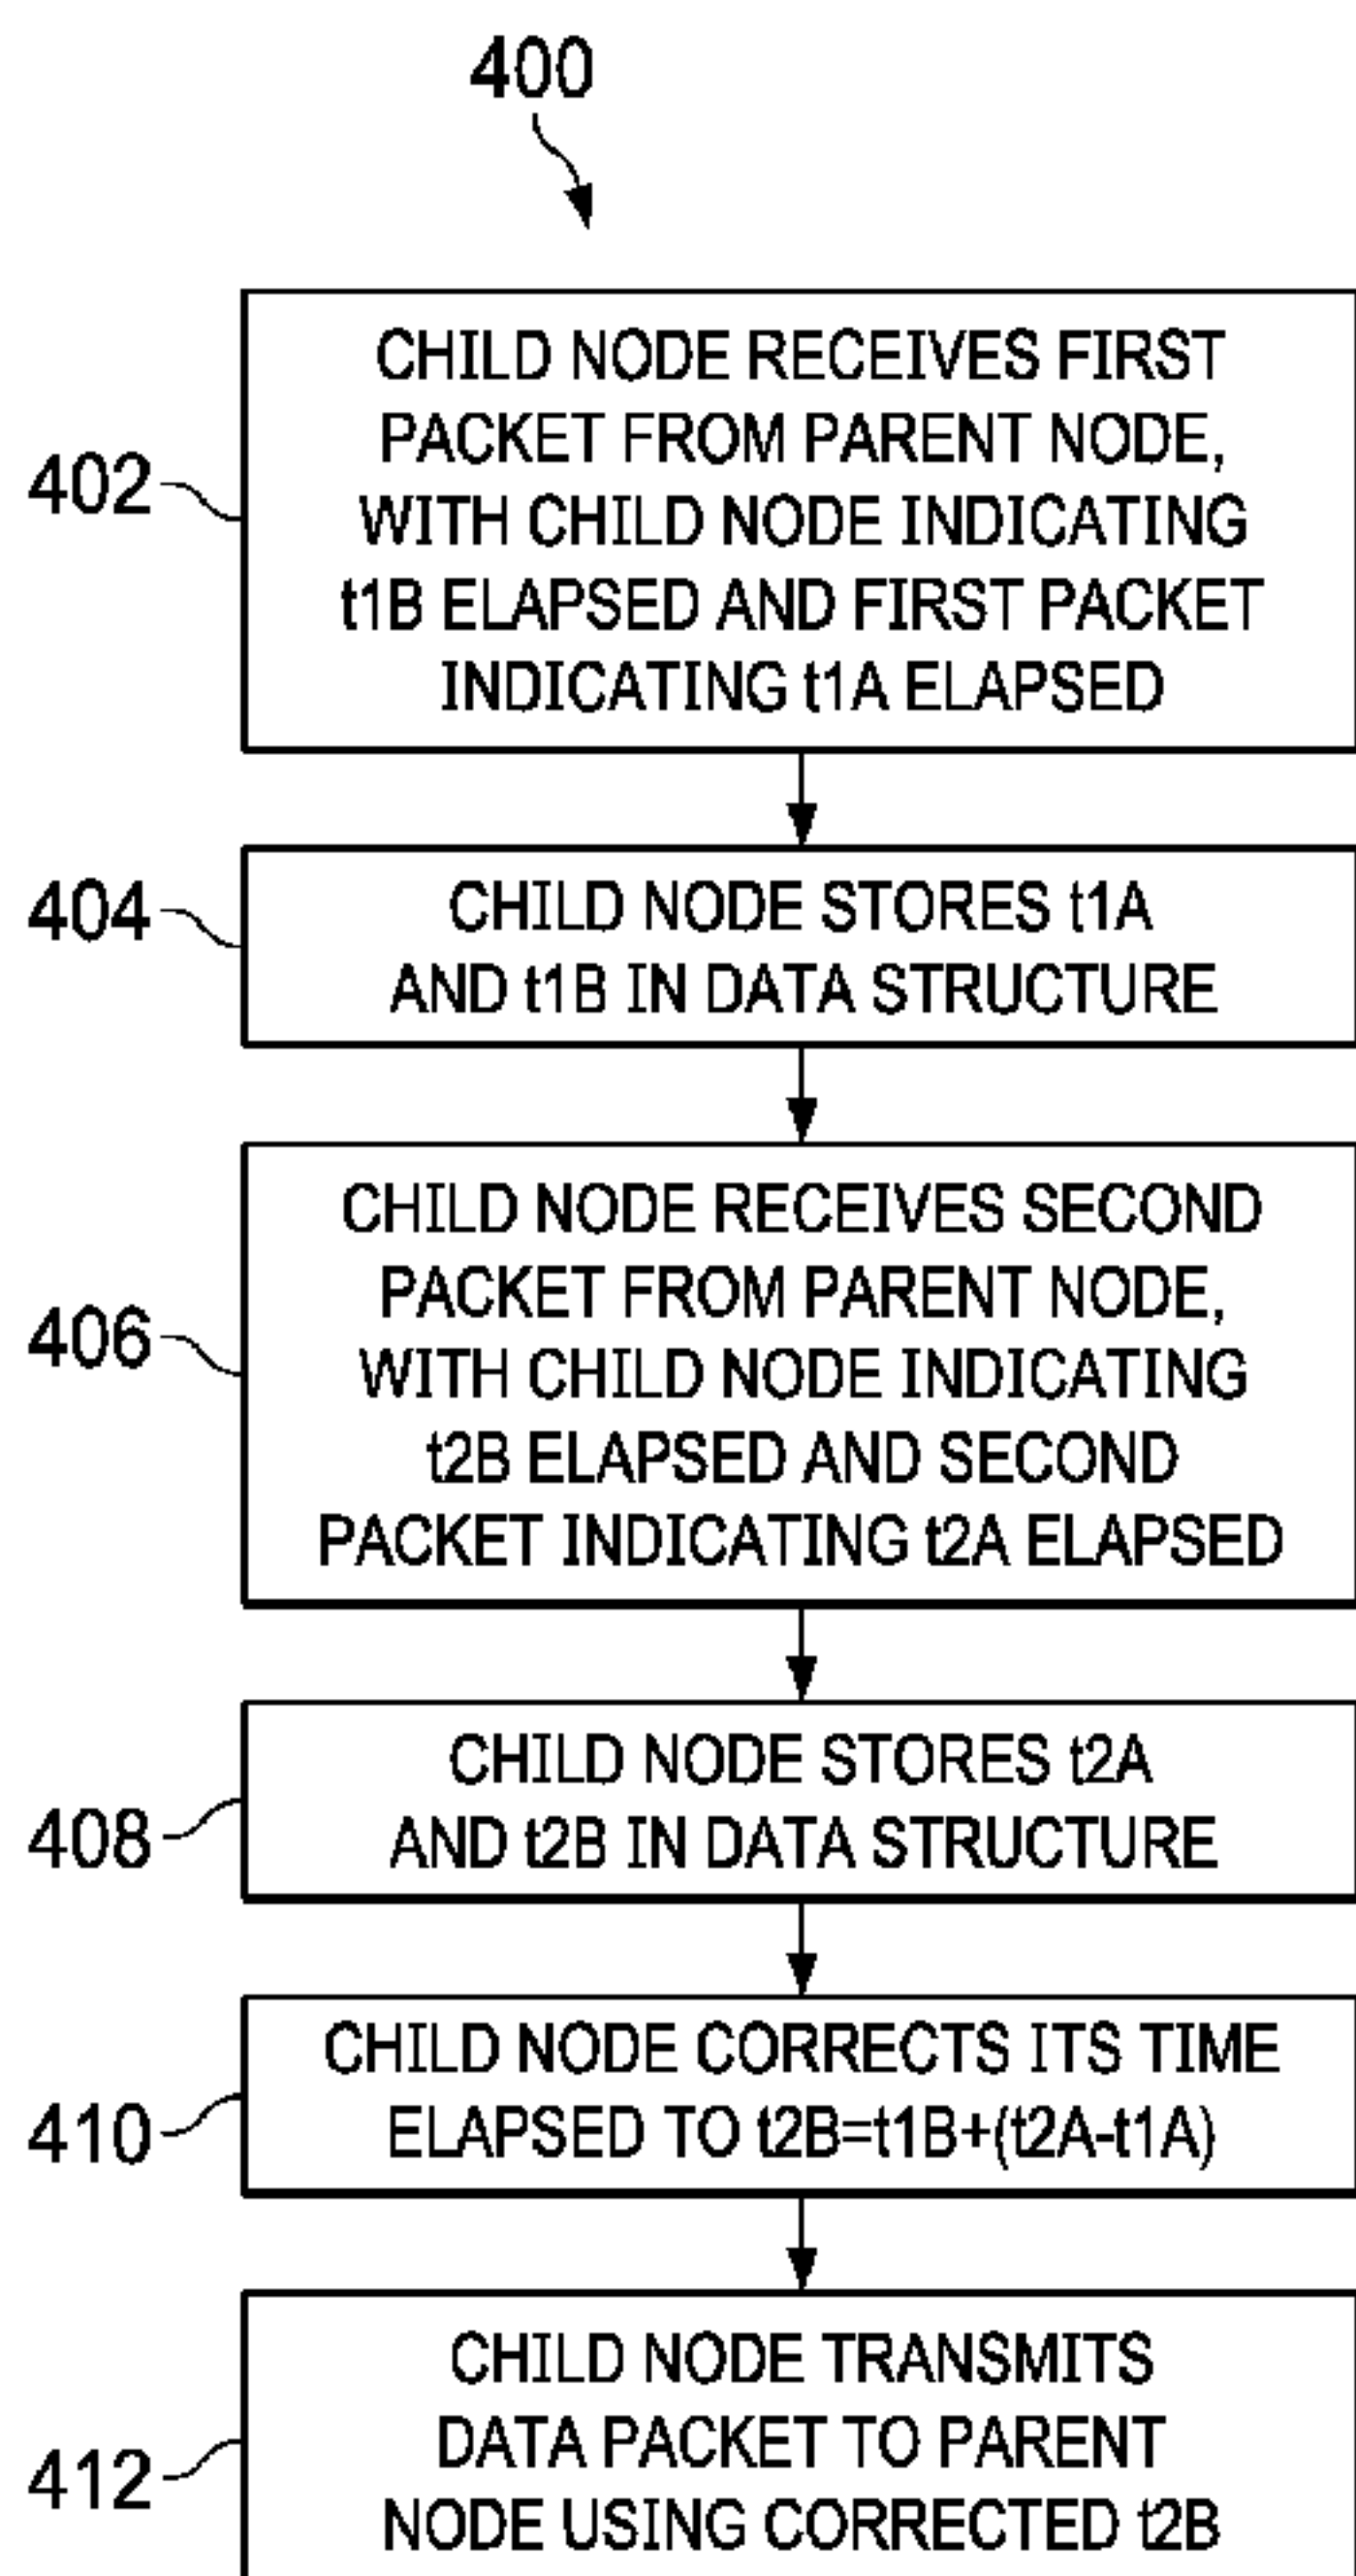 400
402
CHILD NODE RECEIVES FIRST
PACKET FROM PARENT NODE,
WITH CHILD NODE INDICATING
t1B ELAPSED AND FIRST PACKET
INDICATING t1A ELAPSED
404
CHILD NODE STORES t1A
AND t1B IN DATA STRUCTURE
406
CHILD NODE RECEIVES SECOND
PACKET FROM PARENT NODE,
WITH CHILD NODE INDICATING
t2B ELAPSED AND SECOND
PACKET INDICATING t2A ELAPSED
408
CHILD NODE STORES t2A
AND t2B IN DATA STRUCTURE
410
CHILD NODE CORRECTS ITS TIME
ELAPSED TO t2B=t1B+(t2A-t1A)
412
CHILD NODE TRANSMITS
DATA PACKET TO PARENT
NODE USING CORRECTED t2B